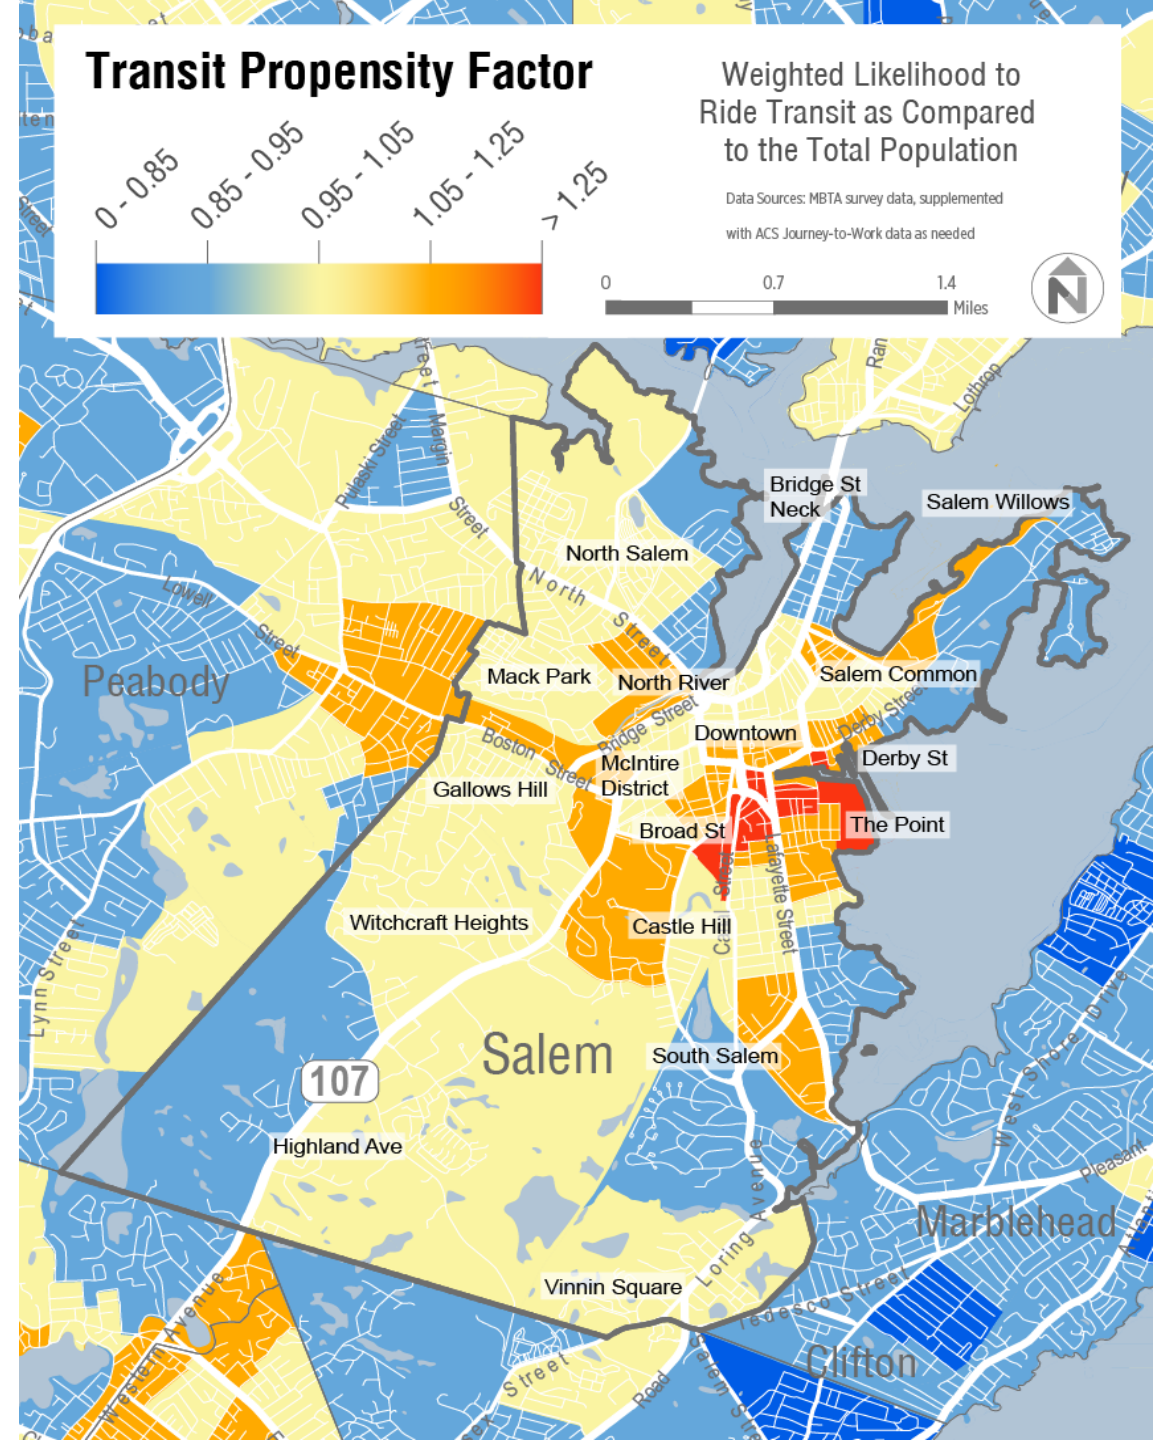 Transit Propensity Factor
Weighted Likelihood to
Ride Transit as Compared
to the Total Population
Data Sources: MBTA survey data, supplemented
with ACS Journey-to-Work data as needed
0 - 0.85
0.85 - 0.95
0.95 - 1.05
1.05 - 1.25
> 1.25
0
0.7
1.4
Miles
N
Street
Lothrop
Pulaski Street
Margin
Street
Bridge St
Neck
Salem Willows
North Salem
North
Street
Lowell
Street
Peabody
Mack Park
North River
Salem Common
Bridge Street
Derby Street
Downtown
Boston Street
McIntire
District
Derby St
Gallows Hill
Broad St
The Point
Lafayette Street
Street
Witchcraft Heights
Castle Hill
Lynn Street
Salem
South Salem
107
West Shore Drive
Highland Ave
Pleasant
Loring Avenue
Marblehead
Vinnin Square
Tedesco Street
Western Avenue
Clifton
Street
Road
Salem